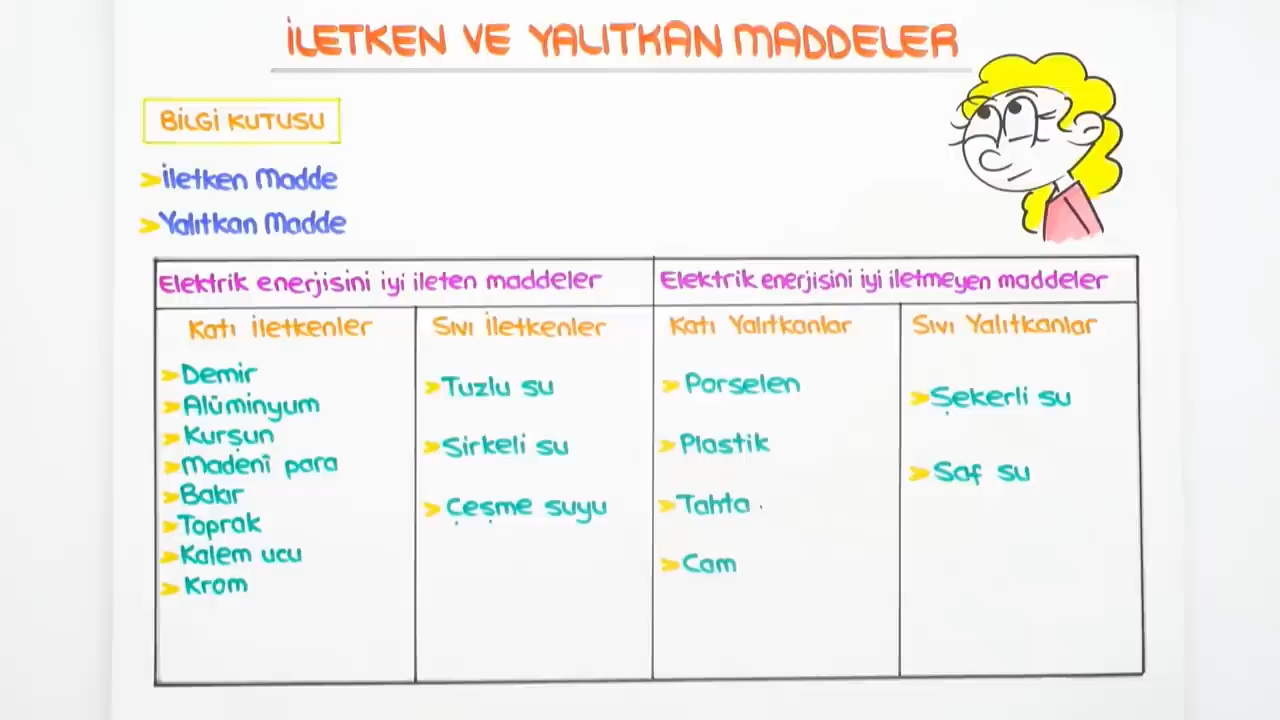 İLETKEN VE YALITKAN MADDELER
BİLGİ KUTUSU
➤İletken Madde
➤Yalıtkan Madde
Elektrik enerjisini iyi ileten maddeler
Elektrik enerjisini iyi iletmeyen maddeler
Katı İletkenler
➤Demir
➤Alüminyum
➤Kurşun
➤Madenî para
➤Bakır
➤Toprak
➤Kalem ucu
➤Krom
Sıvı İletkenler
➤Tuzlu su
➤Sirkeli su
➤Çeşme suyu
Katı Yalıtkanlar
➤Porselen
➤Plastik
➤Tahta
➤Cam
Sıvı Yalıtkanlar
➤Şekerli su
➤Saf su